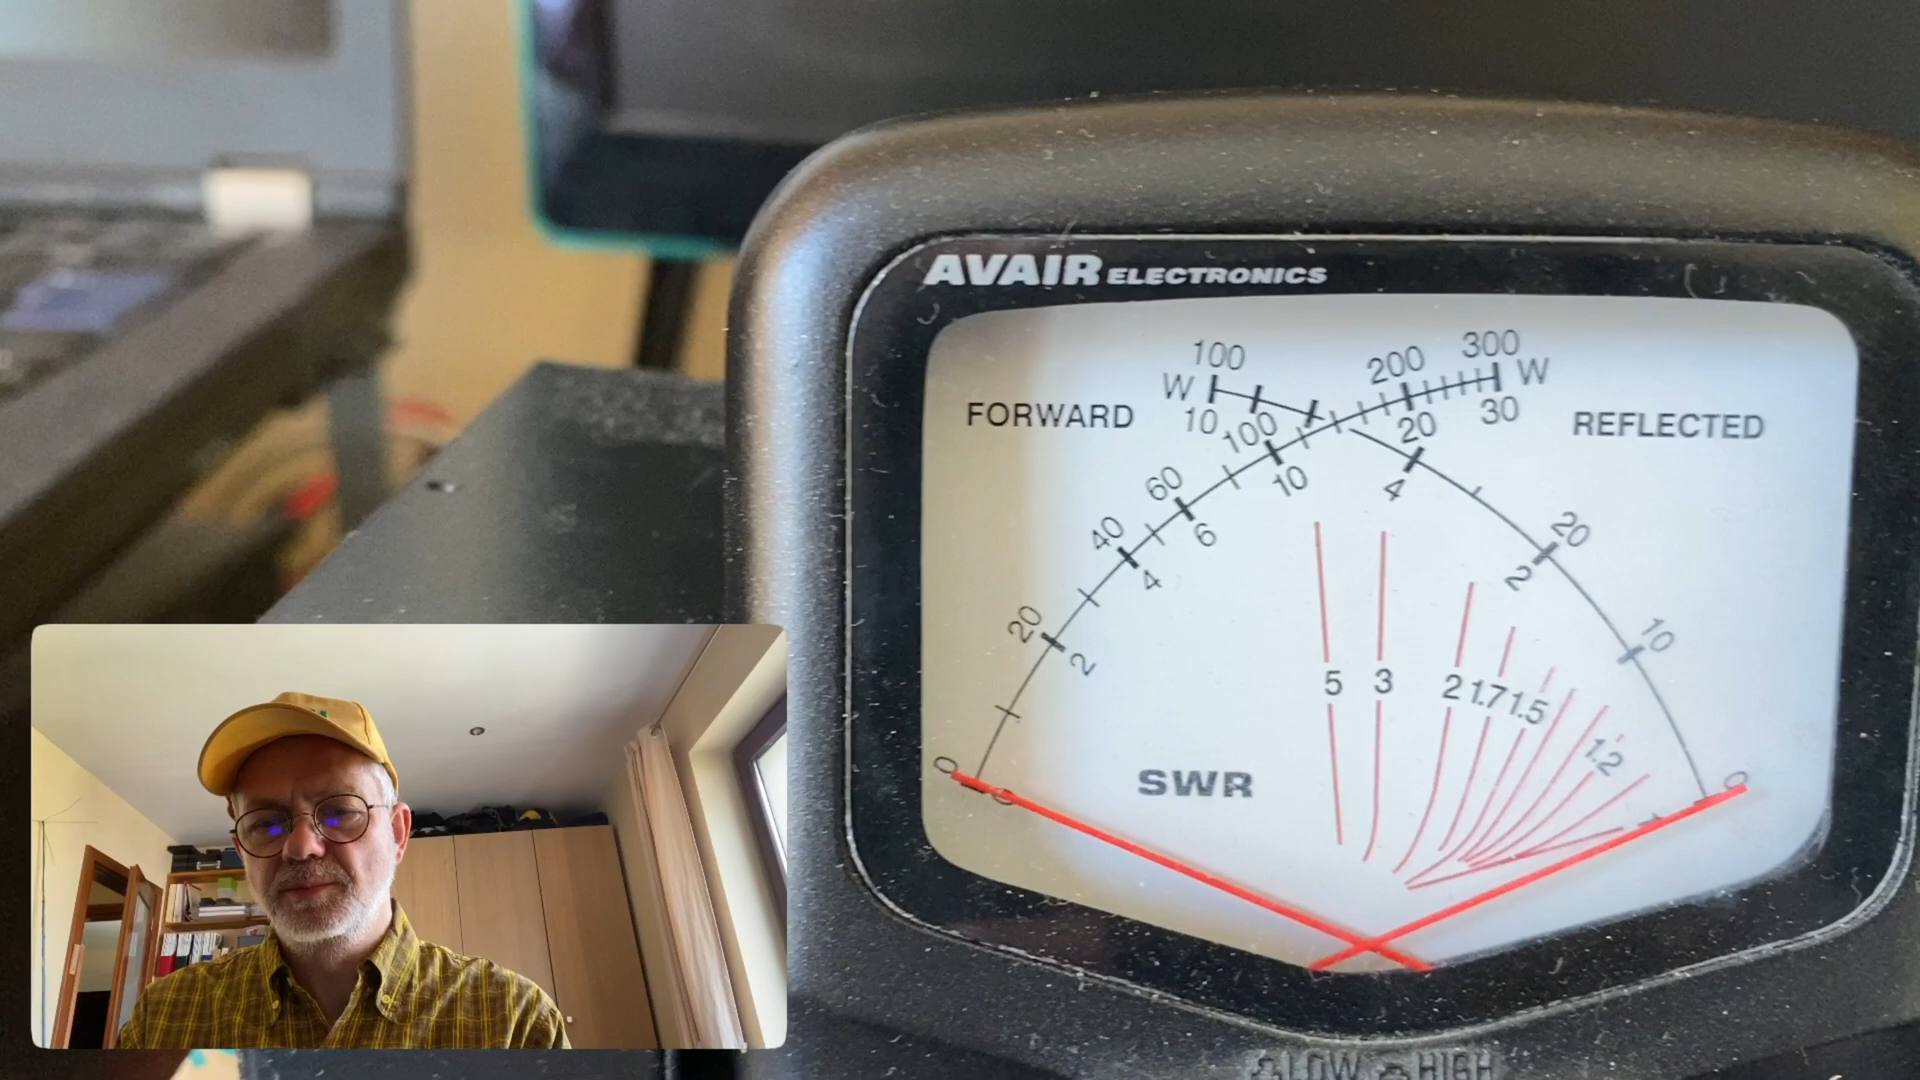 AVAIR ELECTRONICS
100 200 300
W W
FORWARD 10 100 20 30 REFLECTED
60 10 4
40 6 20
4 2
20 2 10
5 3 2 1.7 1.5
1.2
SWR
0 0 0
LOW HIGH